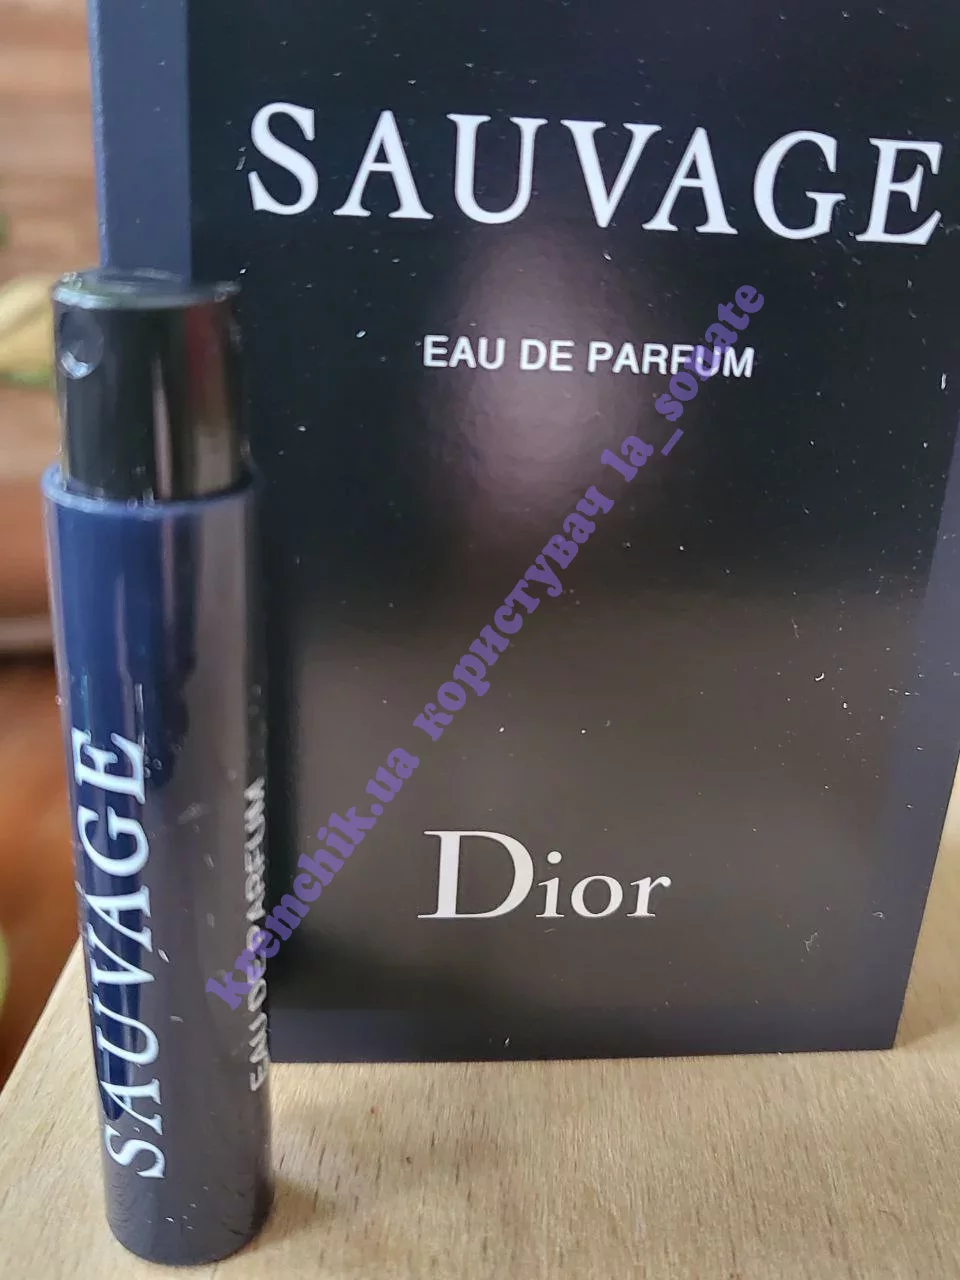 SAUVAGE
EAU DE PARFUM
Dior
SAUVAGE
EAU DE PARFUM
kremchik.ua користувач la_souate